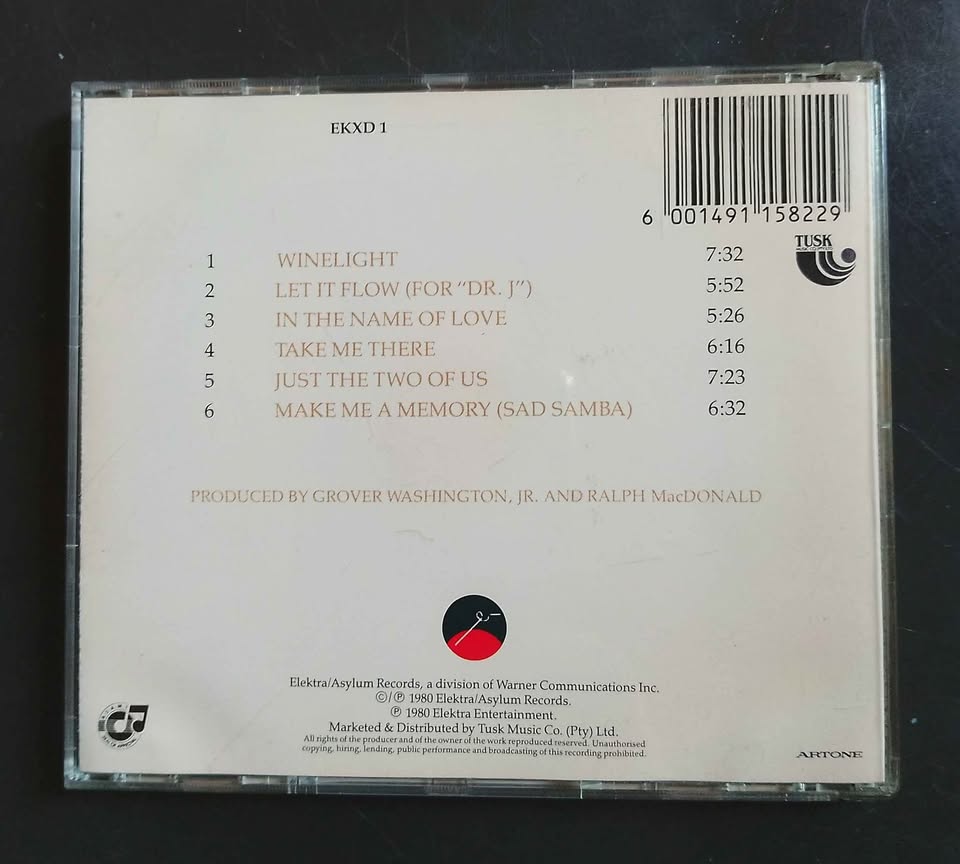 EKXD 1
6 001491 158229
TUSK
1 WINELIGHT 7:32
2 LET IT FLOW (FOR "DR. J") 5:52
3 IN THE NAME OF LOVE 5:26
4 TAKE ME THERE 6:16
5 JUST THE TWO OF US 7:23
6 MAKE ME A MEMORY (SAD SAMBA) 6:32
PRODUCED BY GROVER WASHINGTON, JR. AND RALPH MacDONALD
Elektra/Asylum Records, a division of Warner Communications Inc.
©/℗ 1980 Elektra/Asylum Records.
℗ 1980 Elektra Entertainment.
Marketed & Distributed by Tusk Music Co. (Pty) Ltd.
All rights of the producer and of the owner of the work reproduced reserved. Unauthorised
copying, hiring, lending, public performance and broadcasting of this recording prohibited.
ARTONE